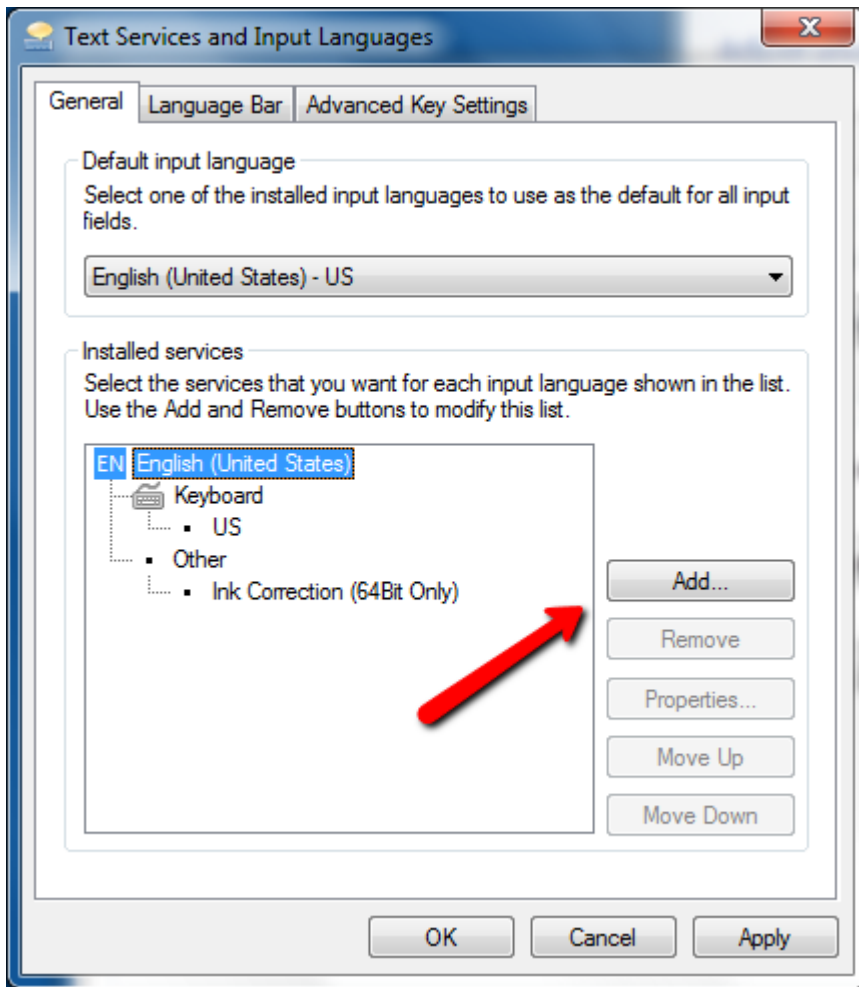 Text Services and Input Languages
General
Language Bar
Advanced Key Settings
Default input language
Select one of the installed input languages to use as the default for all input
fields.
English (United States) - US
Installed services
Select the services that you want for each input language shown in the list.
Use the Add and Remove buttons to modify this list.
EN English (United States)
Keyboard
US
Other
Ink Correction (64Bit Only)
Add...
Remove
Properties...
Move Up
Move Down
OK
Cancel
Apply